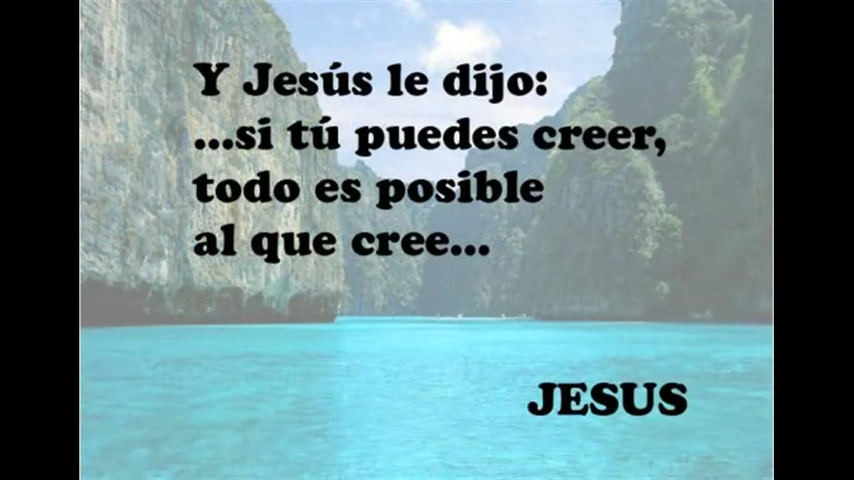 Y Jesús le dijo:
...si tú puedes creer,
todo es posible
al que cree...
JESUS